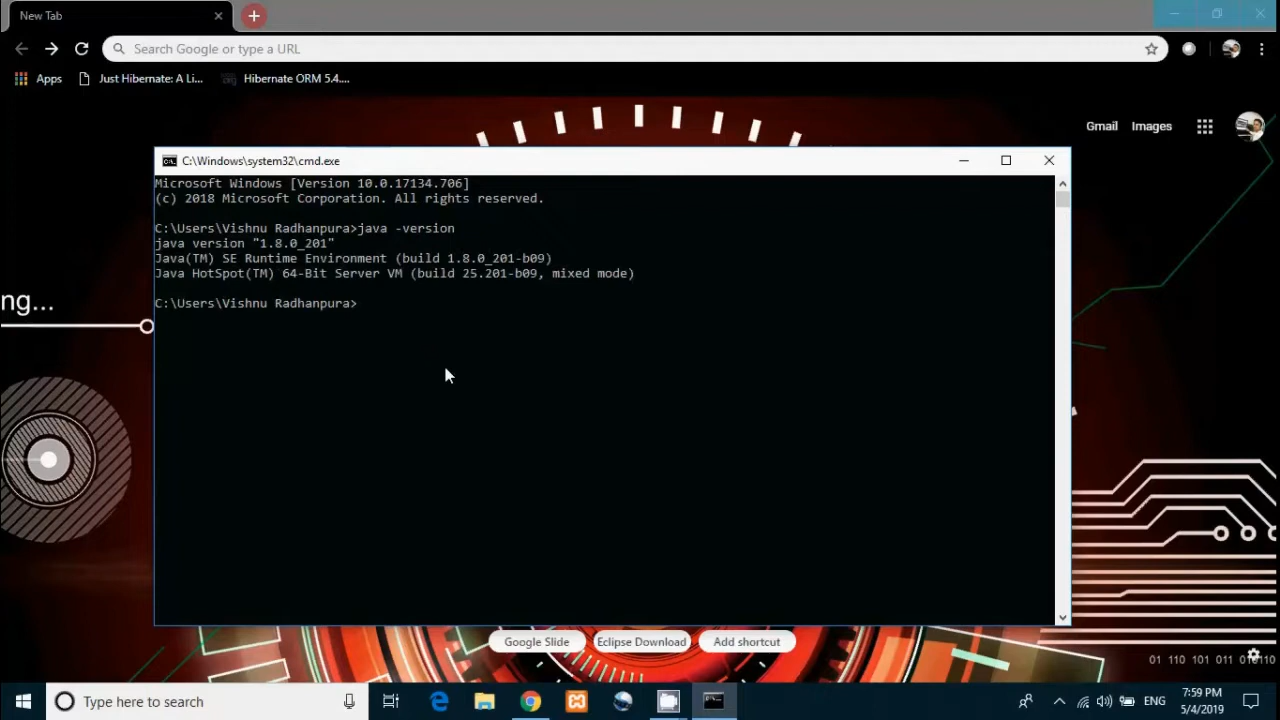 New Tab
Search Google or type a URL
Apps
Just Hibernate: A Li...
Hibernate ORM 5.4....
Gmail
Images
C:\Windows\system32\cmd.exe
Microsoft Windows [Version 10.0.17134.706]
(c) 2018 Microsoft Corporation. All rights reserved.
C:\Users\Vishnu Radhanpura>java -version
java version "1.8.0_201"
Java(TM) SE Runtime Environment (build 1.8.0_201-b09)
Java HotSpot(TM) 64-Bit Server VM (build 25.201-b09, mixed mode)
C:\Users\Vishnu Radhanpura>
ng...
Google Slide
Eclipse Download
Add shortcut
01 110 101 011 010110
Type here to search
ENG
7:59 PM
5/4/2019